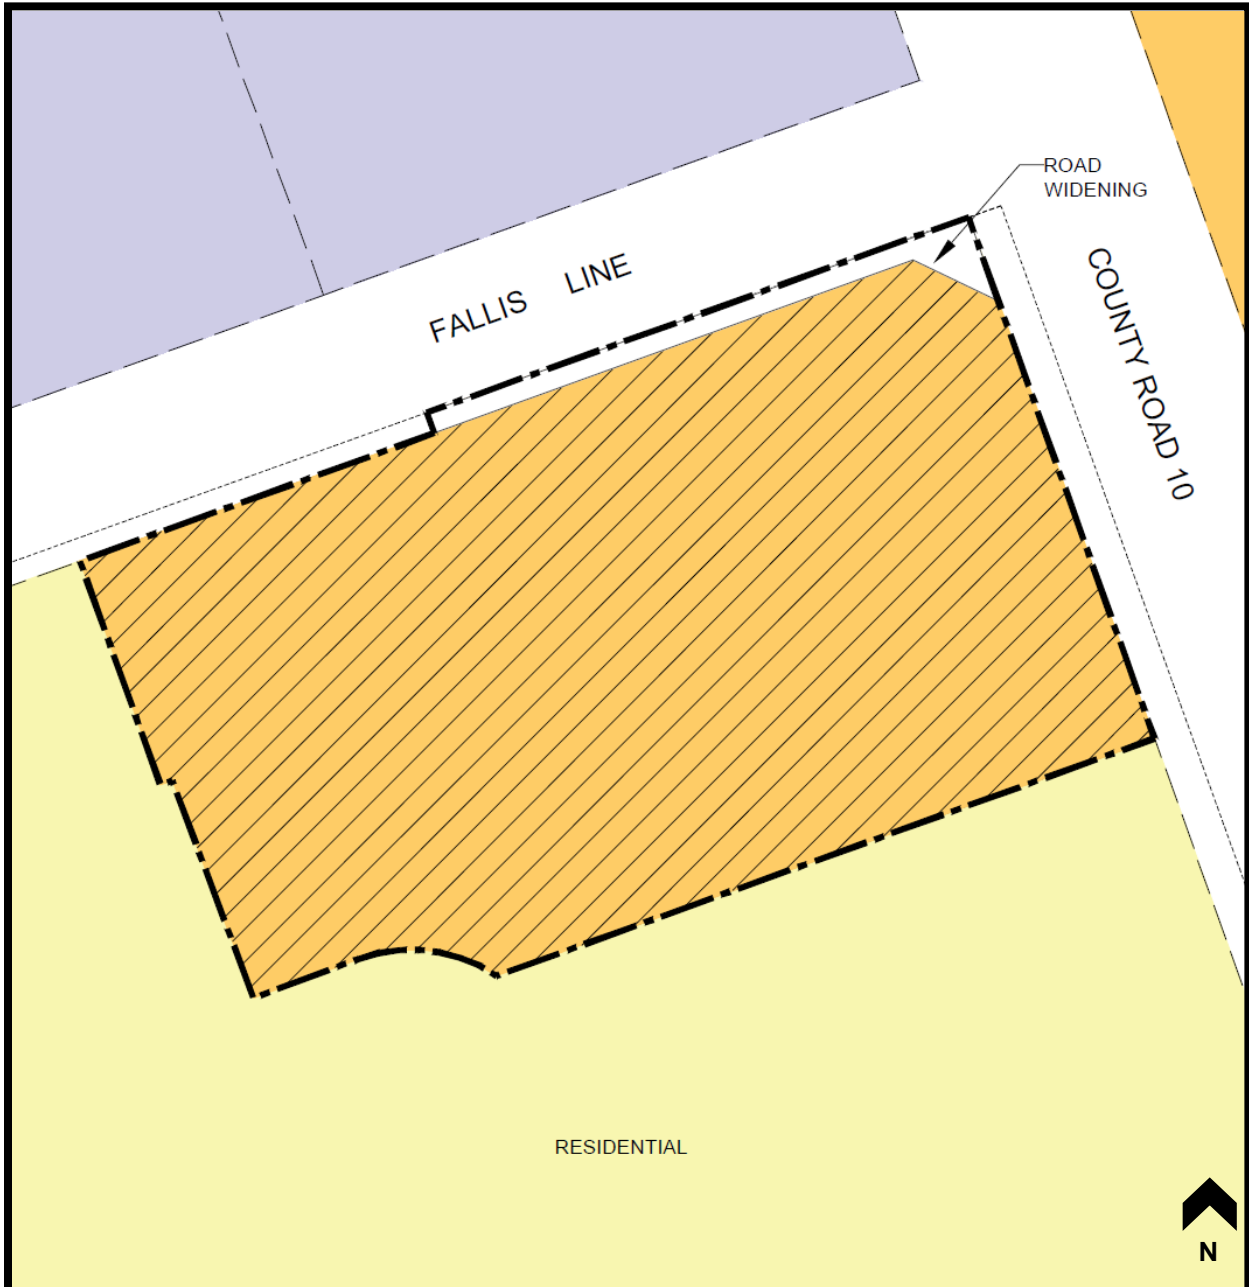 ROAD
WIDENING
FALLIS LINE
COUNTY ROAD 10
RESIDENTIAL
N